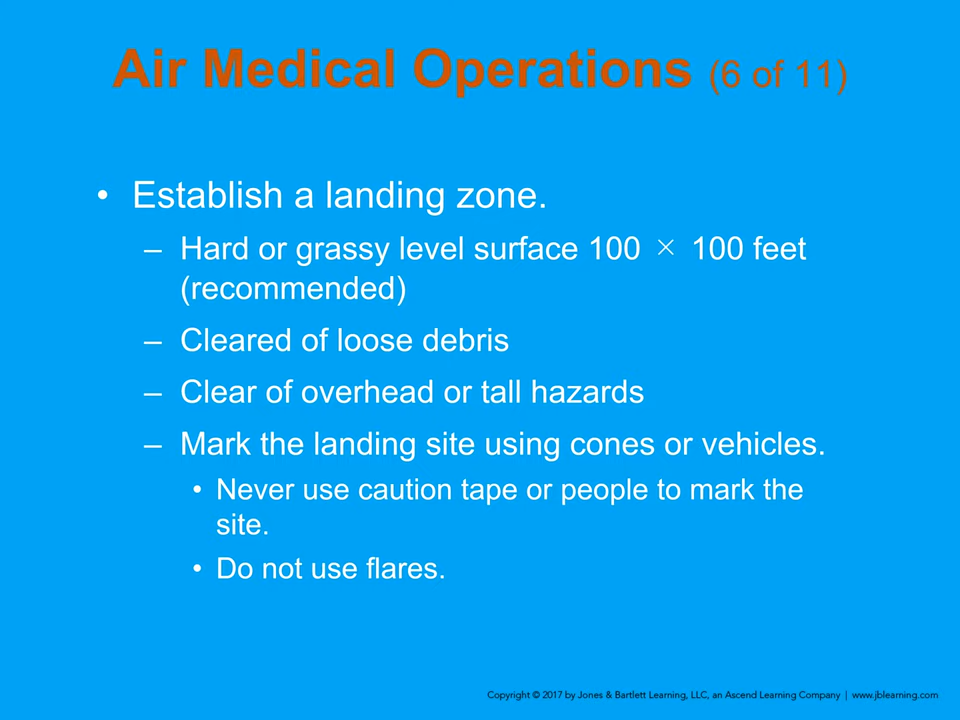 Air Medical Operations (6 of 11)
• Establish a landing zone.
– Hard or grassy level surface 100 × 100 feet
(recommended)
– Cleared of loose debris
– Clear of overhead or tall hazards
– Mark the landing site using cones or vehicles.
• Never use caution tape or people to mark the
site.
• Do not use flares.
Copyright © 2017 by Jones & Bartlett Learning, LLC, an Ascend Learning Company | www.jblearning.com